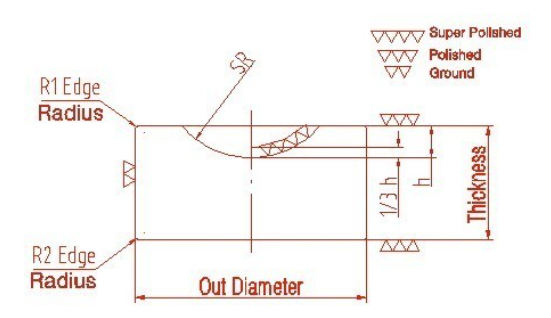 Super Polished
Polished
Ground
SR
R1 Edge
Radius
1/3 h
h
Thickness
R2 Edge
Radius
Out Diameter